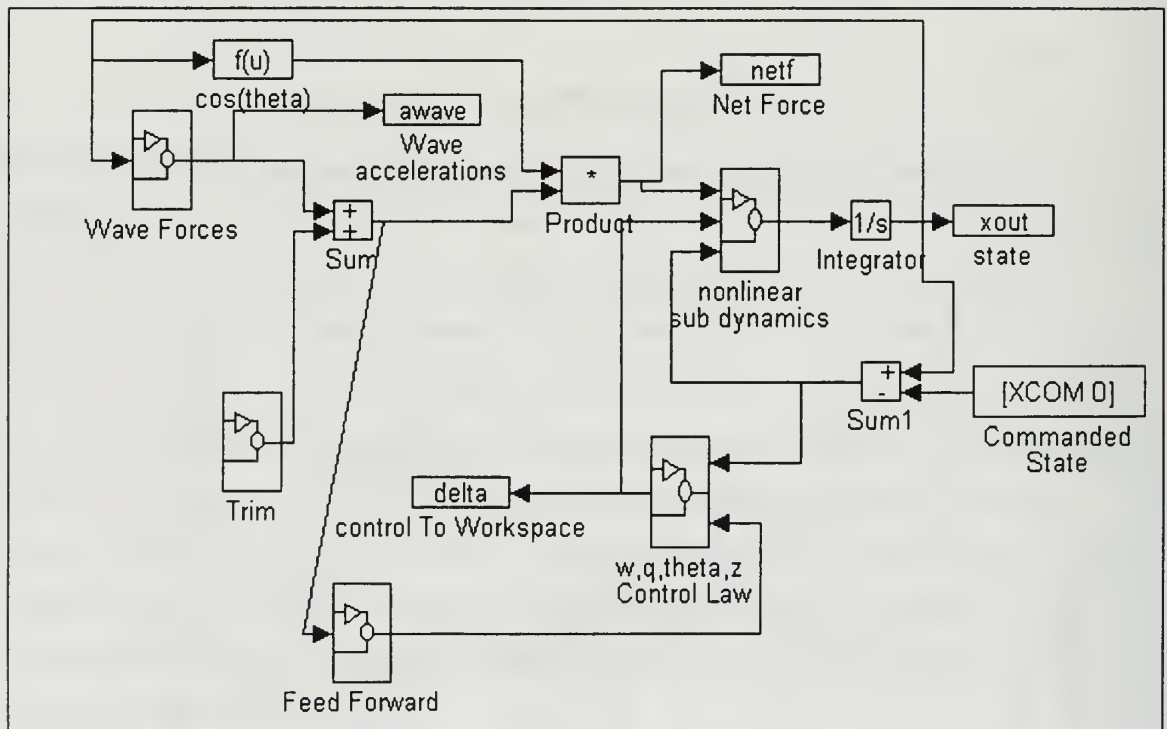 f(u)
cos(theta)
awave
Wave
accelerations
netf
Net Force
Wave Forces
+
+
Sum
*
Product
nonlinear
sub dynamics
1/s
Integrator
xout
state
Trim
+
-
Sum1
[XCOM 0]
Commanded
State
delta
control To Workspace
w,q,theta,z
Control Law
Feed Forward